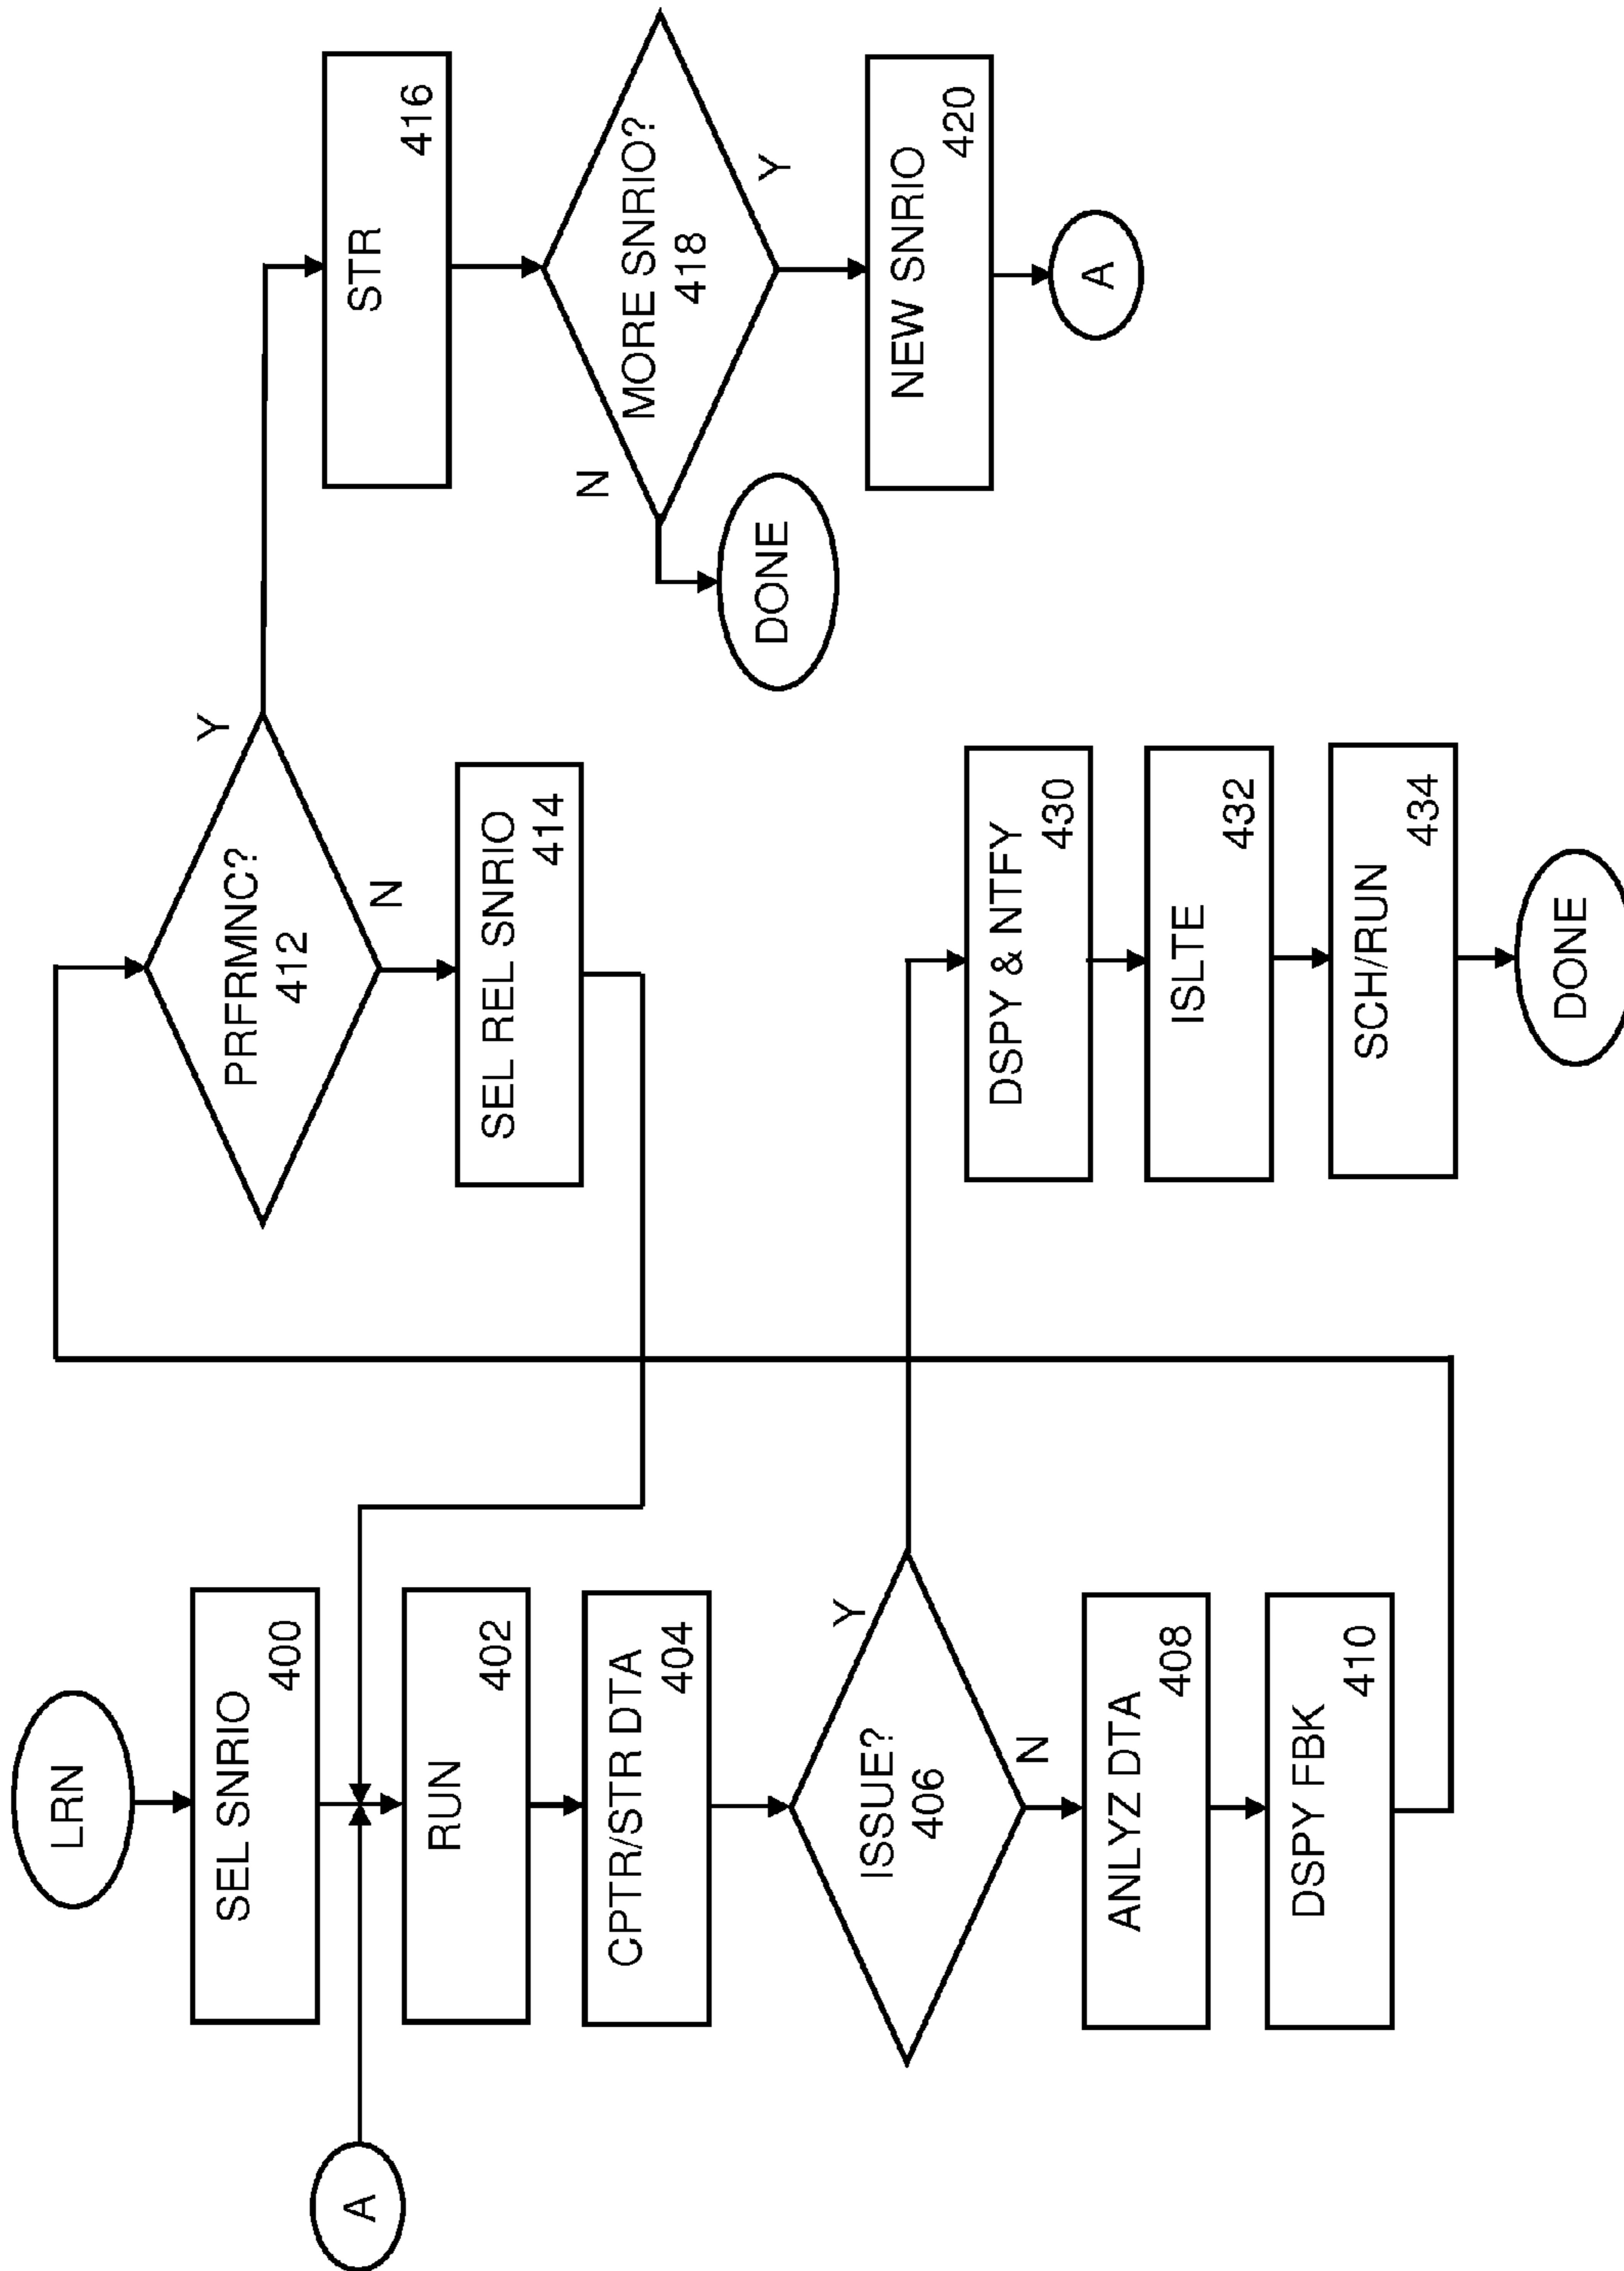 LRN
SEL SNRIO
400
A
RUN
402
CPTR/STR DTA
404
ISSUE?
406
Y
N
ANLYZ DTA
408
DSPY FBK
410
PRFRMNC?
412
Y
N
SEL REL SNRIO
414
DSPY & NTFY
430
ISLTE
432
SCH/RUN
434
DONE
STR
416
MORE SNRIO?
418
N
Y
DONE
NEW SNRIO
420
A